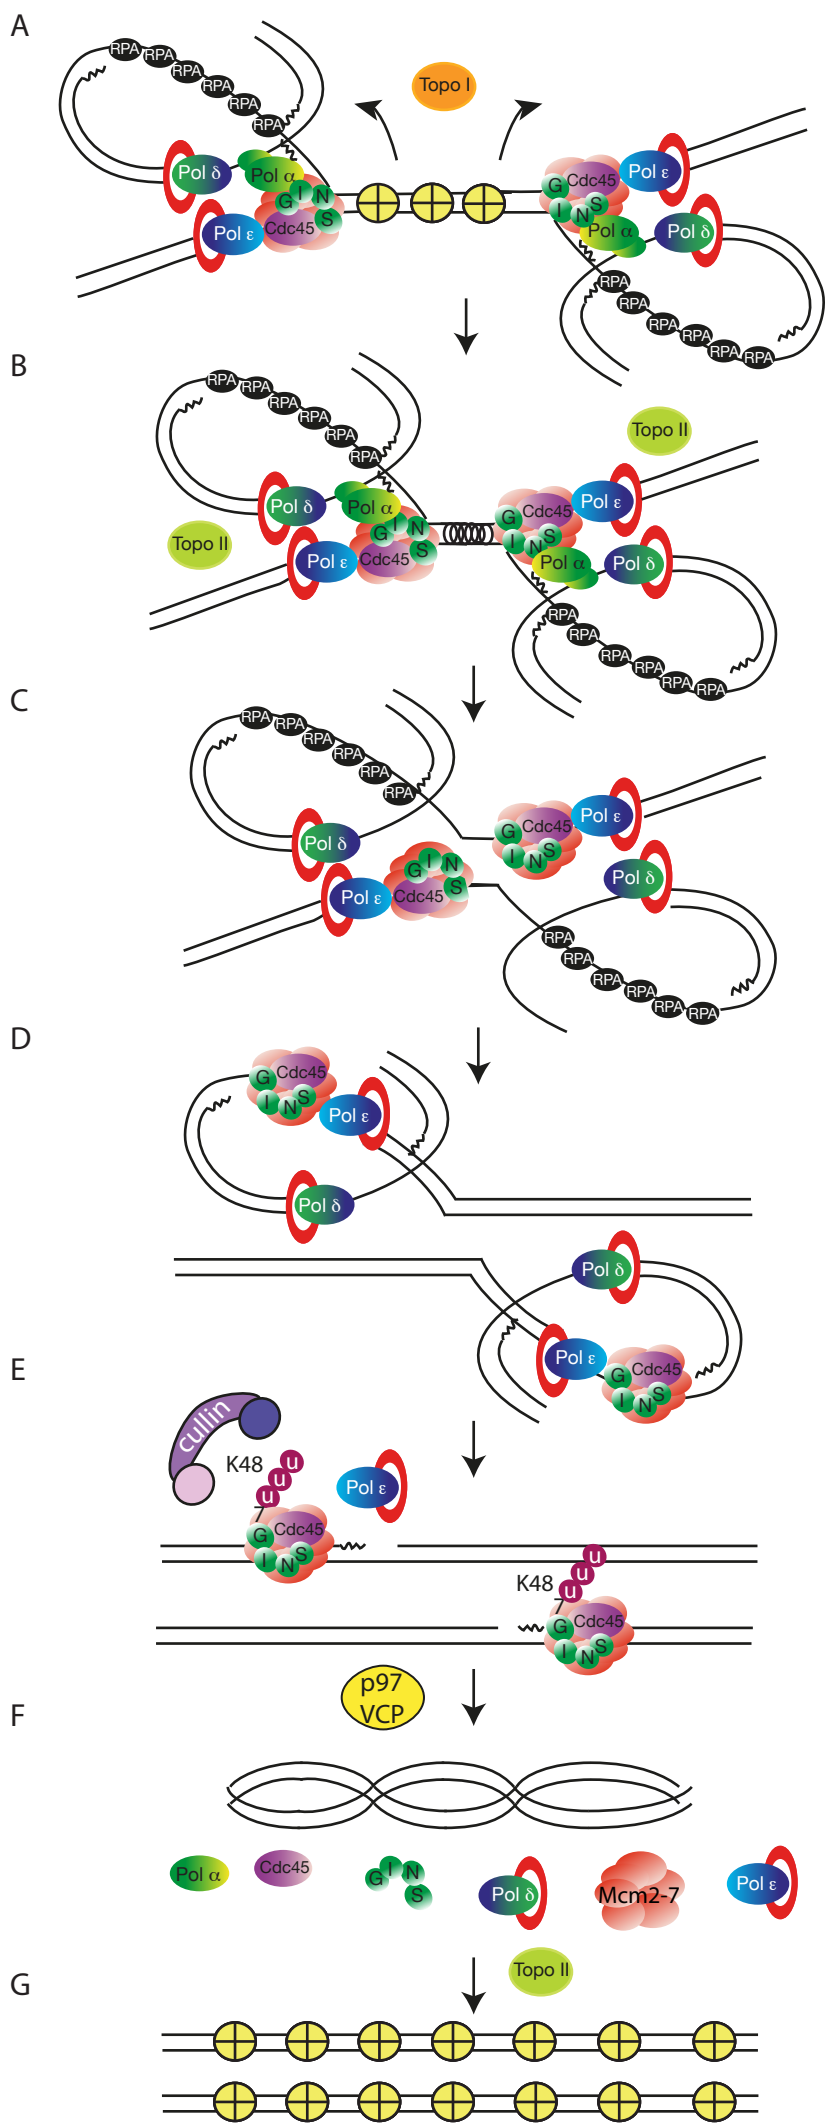 A
RPA
RPA
RPA
RPA
RPA
RPA
Topo I
Pol δ
Pol α
G I N S
Pol ε
Cdc45
G
Cdc45
Pol ε
I N S
Pol α
Pol δ
RPA
RPA
RPA
RPA
RPA
RPA
B
RPA
RPA
RPA
RPA
RPA
RPA
Topo II
Pol δ
Pol α
G I N S
Topo II
Pol ε
Cdc45
G
Cdc45
Pol ε
I N S
Pol α
Pol δ
RPA
RPA
RPA
RPA
RPA
RPA
C
RPA
RPA
RPA
RPA
RPA
RPA
Pol δ
G
Cdc45
Pol ε
I N S
G I N S
Pol ε
Cdc45
Pol δ
RPA
RPA
RPA
RPA
RPA
RPA
D
G
Cdc45
I N S
Pol ε
Pol δ
Pol δ
Pol ε
G
Cdc45
I N S
E
cullin
K48
u
u
u
Pol ε
G
Cdc45
I N S
K48
u
u
u
G
Cdc45
I N S
p97
VCP
F
Pol α
Cdc45
G I N S
Pol δ
Mcm2-7
Pol ε
Topo II
G